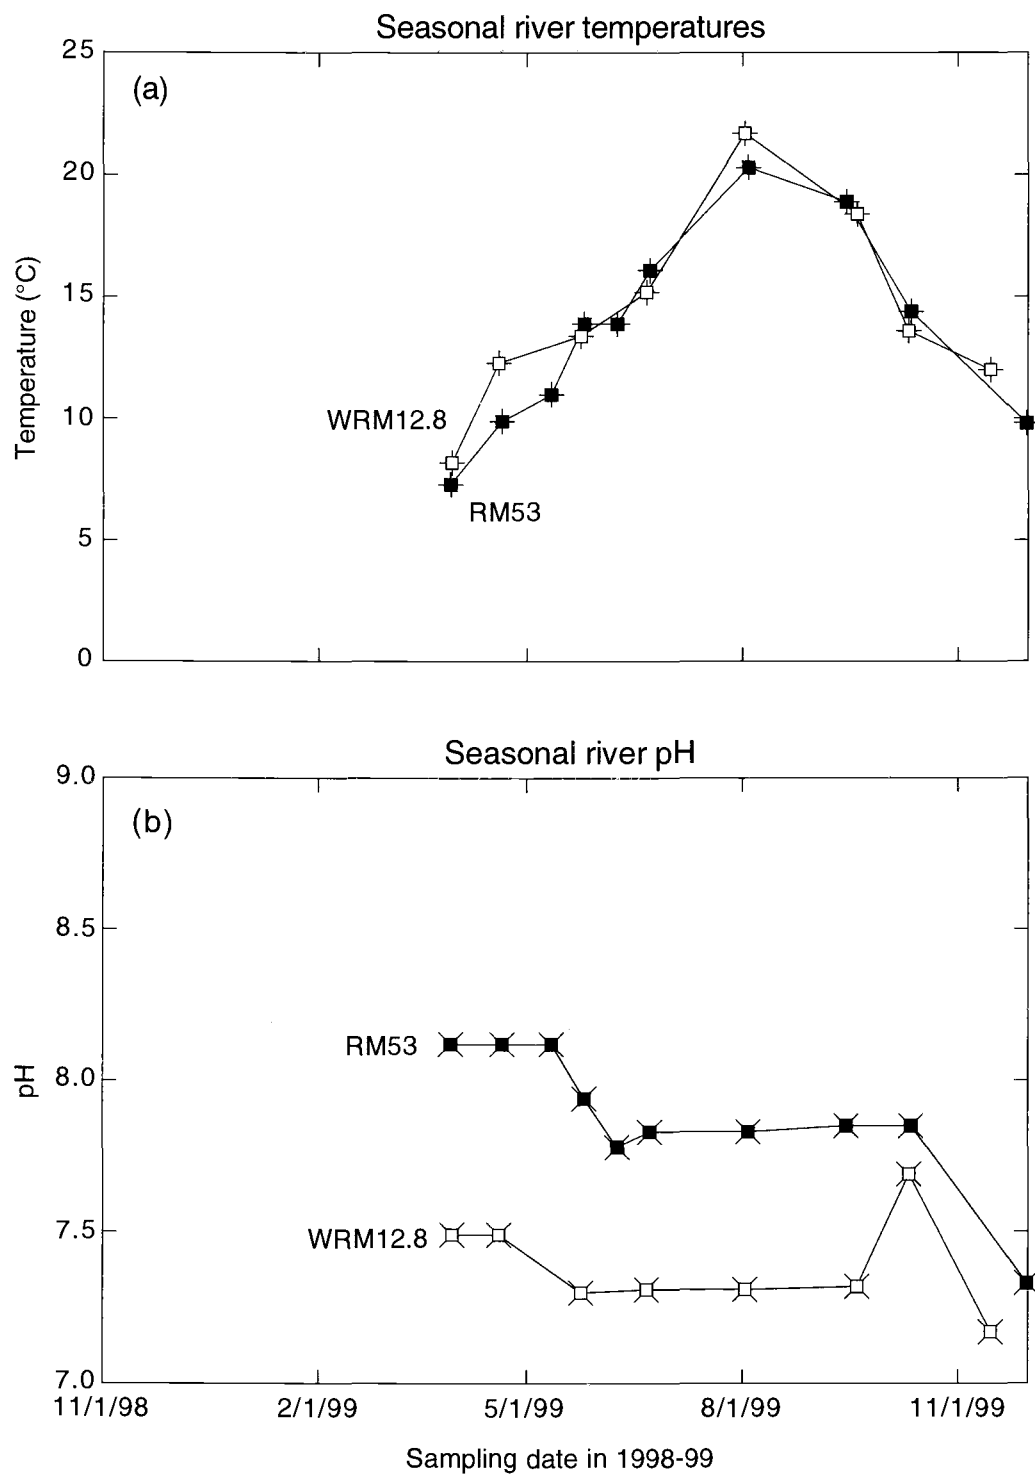 Seasonal river temperatures
25
(a)
20
15
Temperature (°C)
WRM12.8
10
RM53
5
0
Seasonal river pH
9.0
(b)
8.5
RM53
8.0
pH
7.5
WRM12.8
7.0
11/1/98 2/1/99 5/1/99 8/1/99 11/1/99
Sampling date in 1998-99